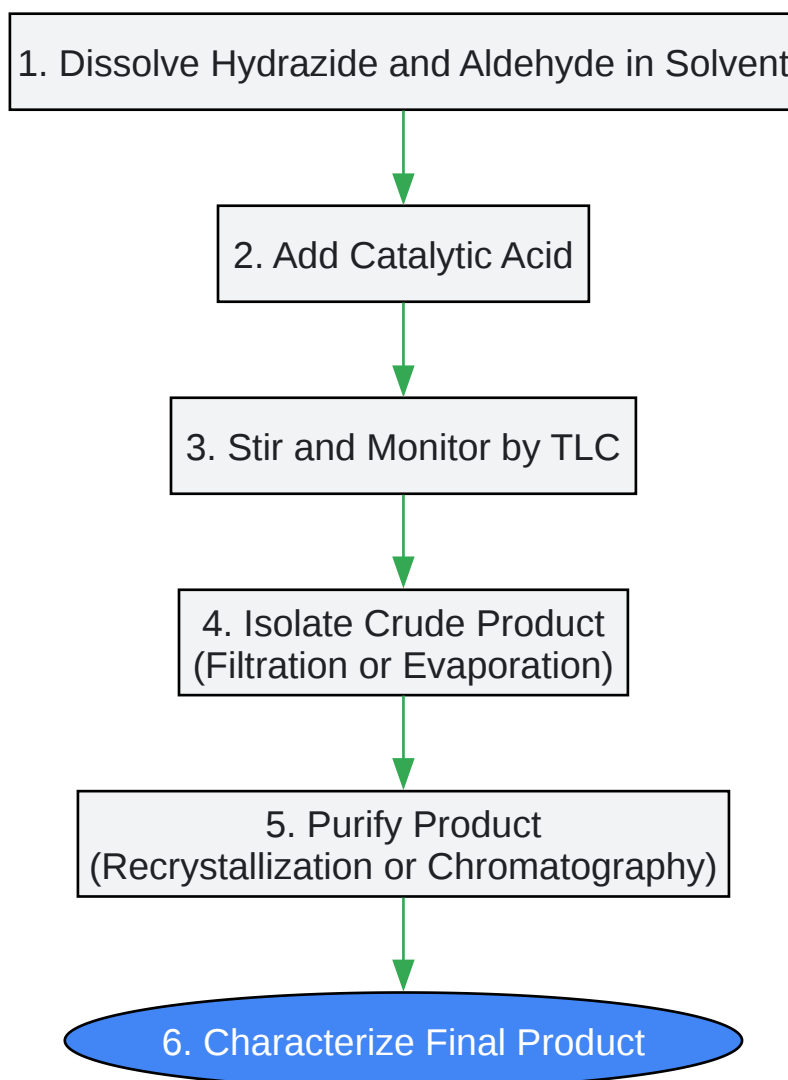 1. Dissolve Hydrazide and Aldehyde in Solvent
2. Add Catalytic Acid
3. Stir and Monitor by TLC
4. Isolate Crude Product
(Filtration or Evaporation)
5. Purify Product
(Recrystallization or Chromatography)
6. Characterize Final Product